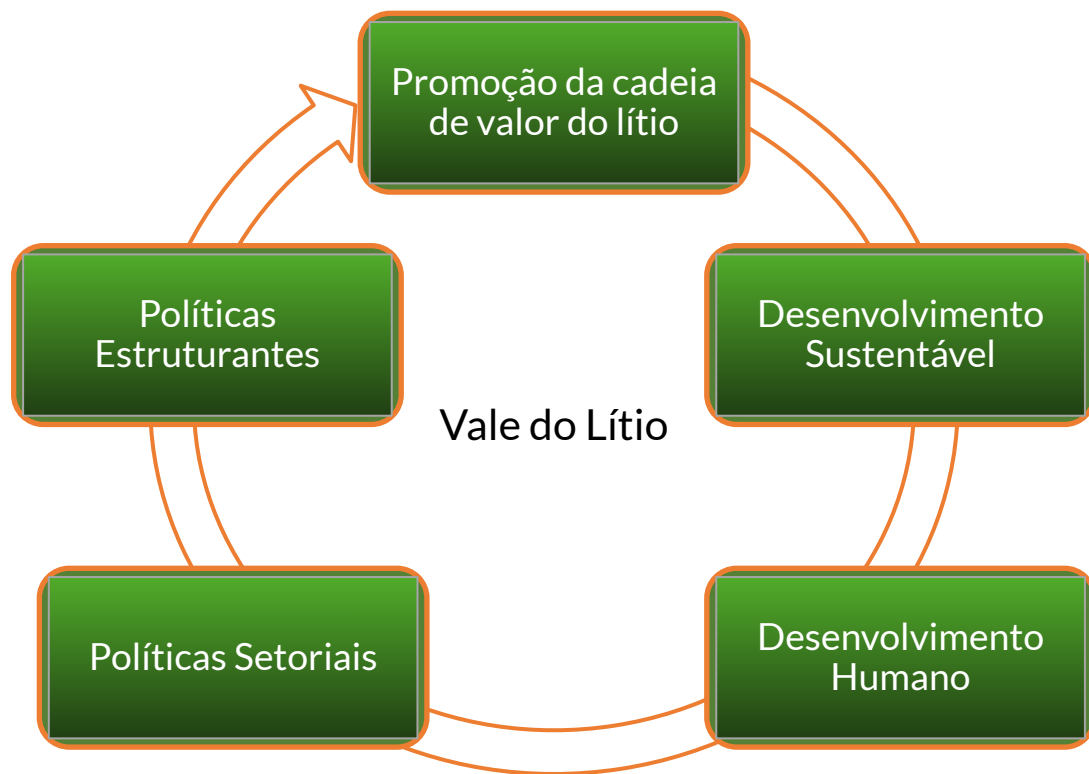 Promoção da cadeia
de valor do lítio
Desenvolvimento
Sustentável
Desenvolvimento
Humano
Políticas Setoriais
Políticas
Estruturantes
Vale do Lítio